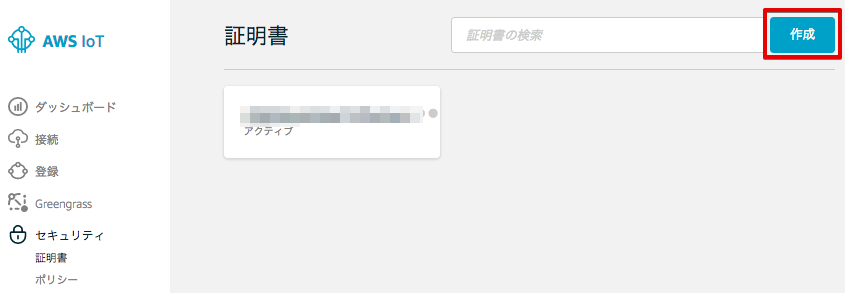 AWS IoT
ダッシュボード
接続
登録
Greengrass
セキュリティ
証明書
ポリシー
証明書
証明書の検索
作成
アクティブ